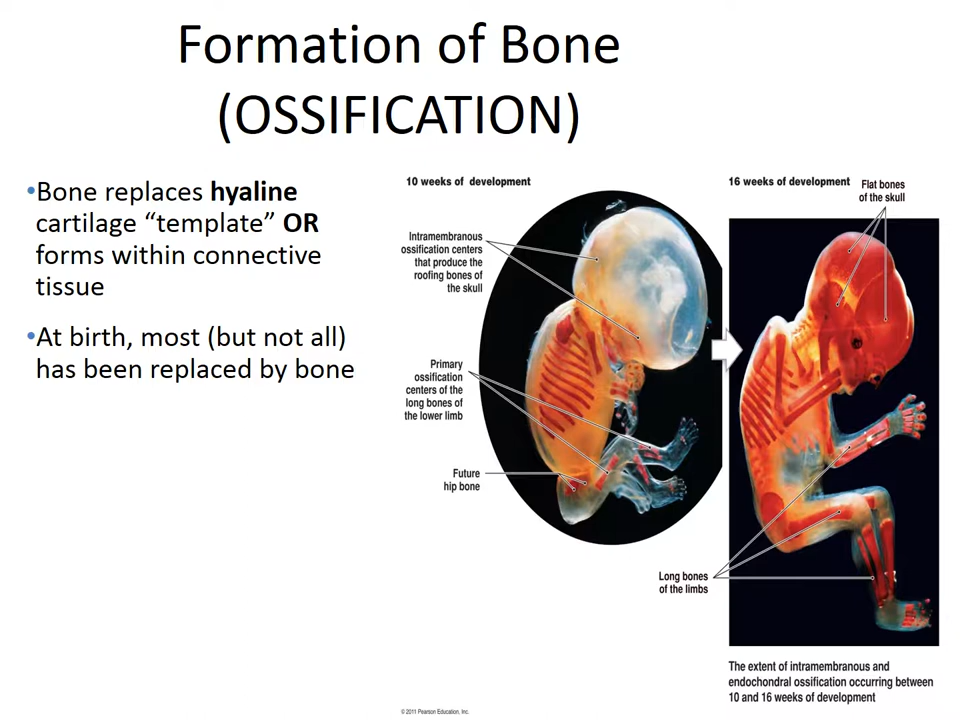 Formation of Bone
(OSSIFICATION)
•Bone replaces hyaline
cartilage “template” OR
forms within connective
tissue
•At birth, most (but not all)
has been replaced by bone
10 weeks of development
Intramembranous
ossification centers
that produce the
roofing bones of
the skull
Primary
ossification
centers of the
long bones of
the lower limb
Future
hip bone
16 weeks of development
Flat bones
of the skull
Long bones
of the limbs
The extent of intramembranous and
endochondral ossification occurring between
10 and 16 weeks of development
© 2011 Pearson Education, Inc.